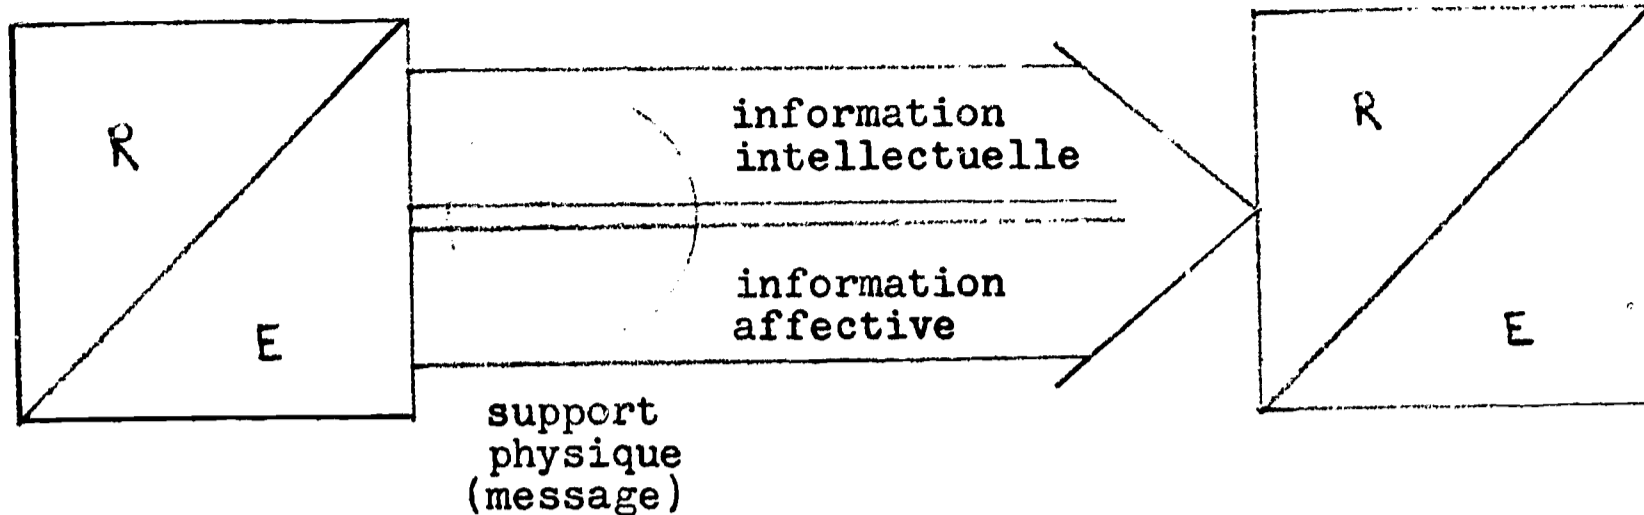 R
E
information
intellectuelle
information
affective
support
physique
(message)
R
E